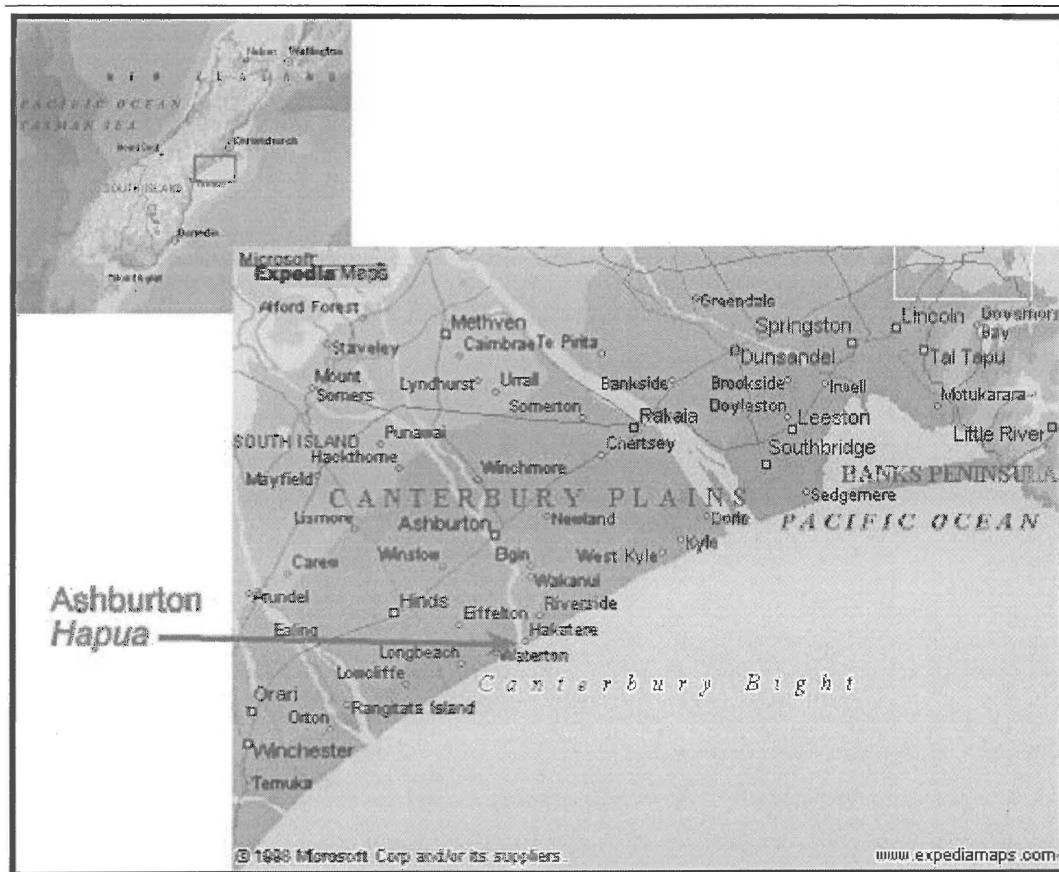 PACIFIC OCEAN
TASMAN SEA
Christchurch
SOUTH ISLAND
Dunedin
Microsoft
Expedia Maps
Alford Forest
Methven
Greendale
Springston
Lincoln
Governors
Bay
Staveley
Cairnbrae
Te Pirita
Dunsandel
Tai Tapu
Mount
Somers
Lyndhurst
Urrall
Bankside
Brookside
Irwell
Motukarara
Somerton
Rakaia
Doyleston
Leeston
SOUTH ISLAND
Punawai
Chertsey
Southbridge
Little River
Hackthorne
Mayfield
Winchmore
BANKS PENINSULA
CANTERBURY PLAINS
Sedgemere
Lismore
Ashburton
Newland
Dorie
PACIFIC OCEAN
Winslow
Elgin
West Kyle
Kyle
Carew
Wakanui
Ashburton
Hapua
Arundel
Hinds
Eiffelton
Riverside
Ealing
Hakatere
Longbeach
Waterton
Lowcliffe
Canterbury Bight
Orari
Orton
Rangitata Island
Winchester
Temuka
© 1998 Microsoft Corp and/or its suppliers.
www.expediamaps.com